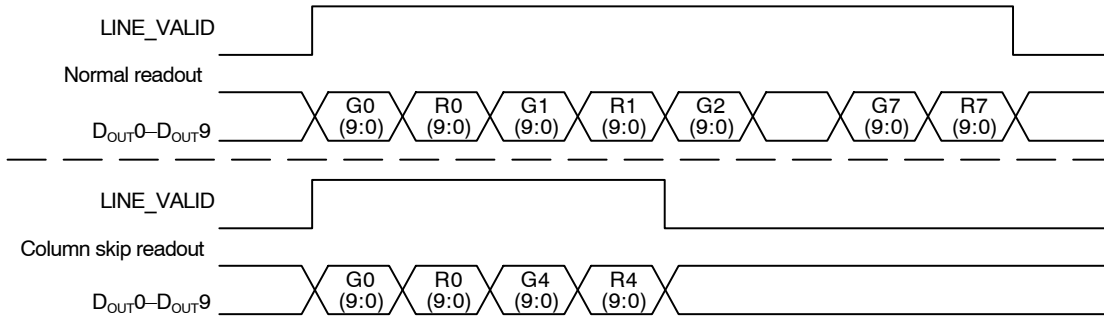 LINE_VALID
Normal readout
G0 R0 G1 R1 G2 G7 R7
(9:0) (9:0) (9:0) (9:0) (9:0) (9:0) (9:0)
DOUT0–DOUT9
LINE_VALID
Column skip readout
G0 R0 G4 R4
(9:0) (9:0) (9:0) (9:0)
DOUT0–DOUT9